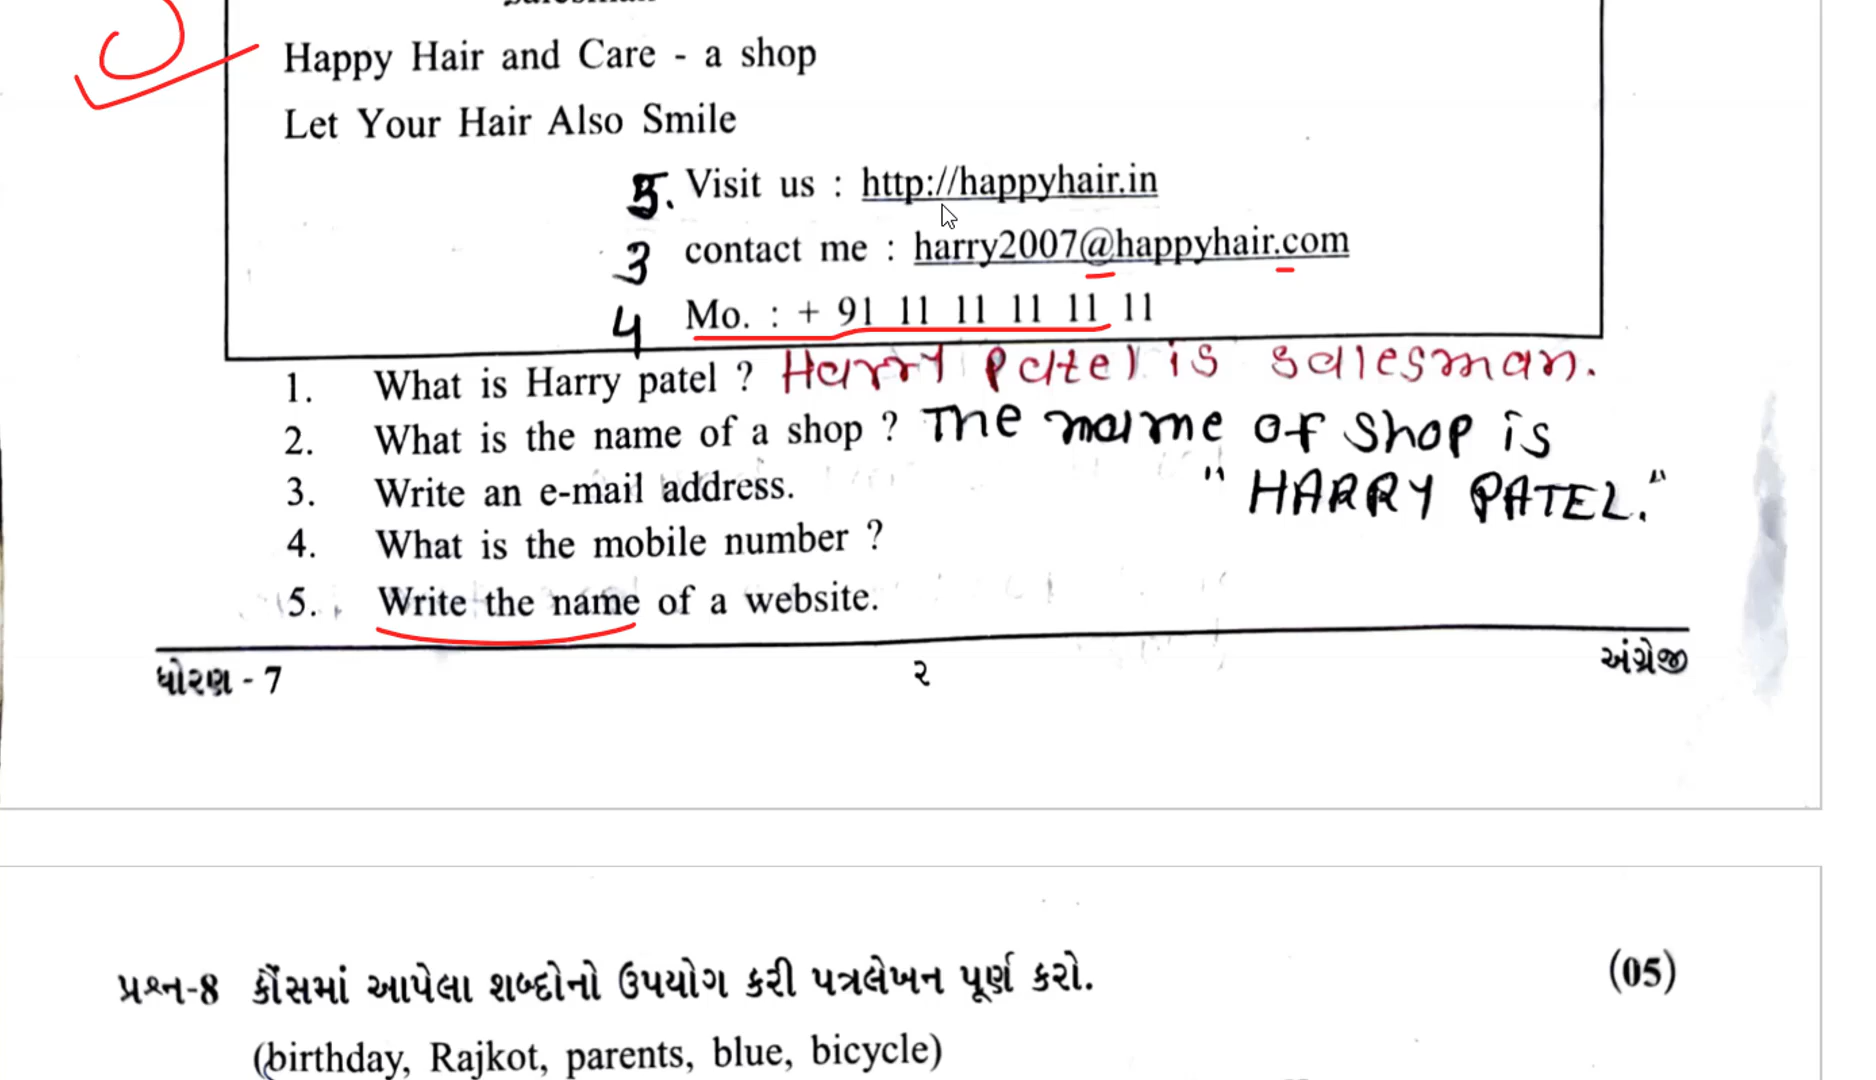 Happy Hair and Care - a shop
Let Your Hair Also Smile
5. Visit us : http://happyhair.in
3 contact me : harry2007@happyhair.com
4 Mo. : + 91 11 11 11 11 11
1. What is Harry patel ? Harry Patel is salesman.
2. What is the name of a shop ? The name of shop is
"HARRY PATEL."
3. Write an e-mail address.
4. What is the mobile number ?
5. Write the name of a website.
ધોરણ - 7 ૨ અંગ્રેજી
પ્રશ્ન-8 કૌંસમાં આપેલા શબ્દોનો ઉપયોગ કરી પત્રલેખન પૂર્ણ કરો. (05)
(birthday, Rajkot, parents, blue, bicycle)